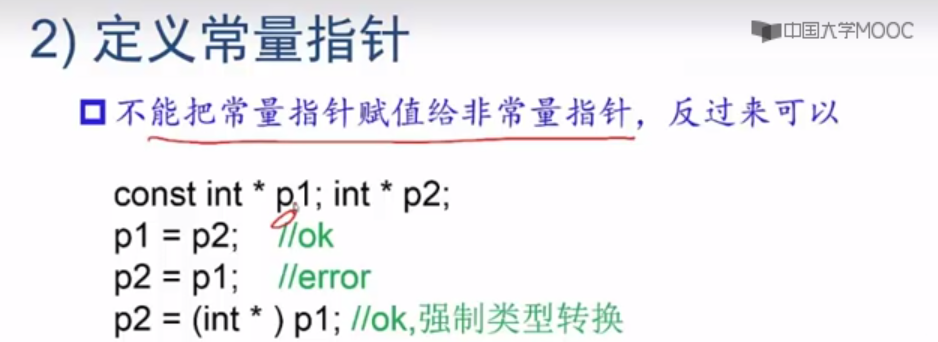 2) 定义常量指针
中国大学MOOC
不能把常量指针赋值给非常量指针，反过来可以
const int * p1; int * p2;
p1 = p2; //ok
p2 = p1; //error
p2 = (int * ) p1; //ok,强制类型转换